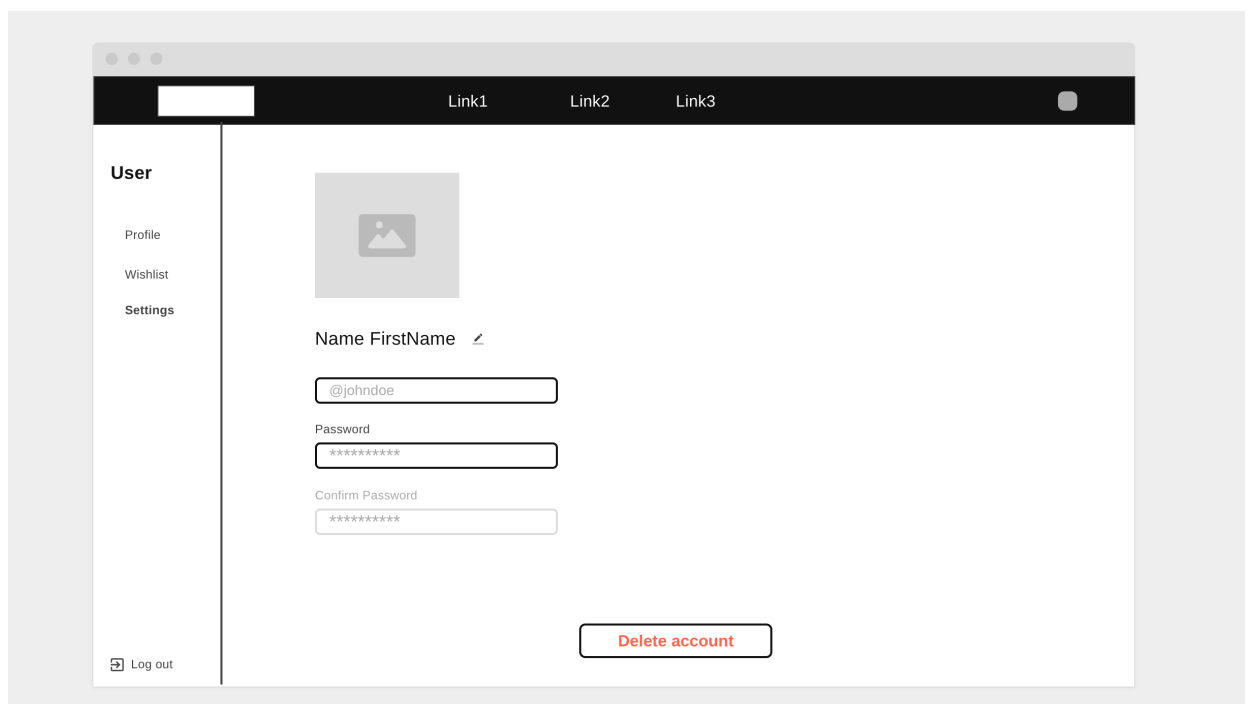 Link1 Link2 Link3
User
Profile
Wishlist
Settings
Log out
Name FirstName
@johndoe
Password
**********
Confirm Password
**********
Delete account